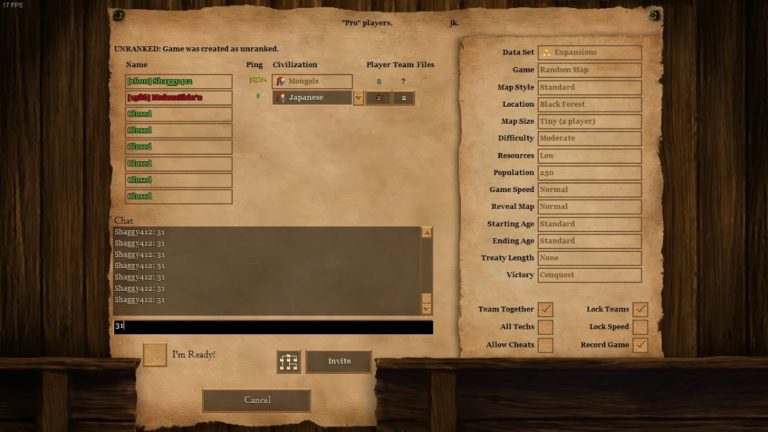 17 FPS
"Pro" players. jk.
UNRANKED: Game was created as unranked.
Name Ping Civilization Player Team Files
[1600] Shaggy412 Mongols ?
Japanese 2 2
Closed
Closed
Closed
Closed
Closed
Closed
Chat
Shaggy412: 31
Shaggy412: 31
Shaggy412: 31
Shaggy412: 31
Shaggy412: 31
Shaggy412: 31
Shaggy412: 31
31
I'm Ready!
Invite
Cancel
Data Set Expansions
Game Random Map
Map Style Standard
Location Black Forest
Map Size Tiny (2 player)
Difficulty Moderate
Resources Low
Population 250
Game Speed Normal
Reveal Map Normal
Starting Age Standard
Ending Age Standard
Treaty Length None
Victory Conquest
Team Together Lock Teams
All Techs Lock Speed
Allow Cheats Record Game